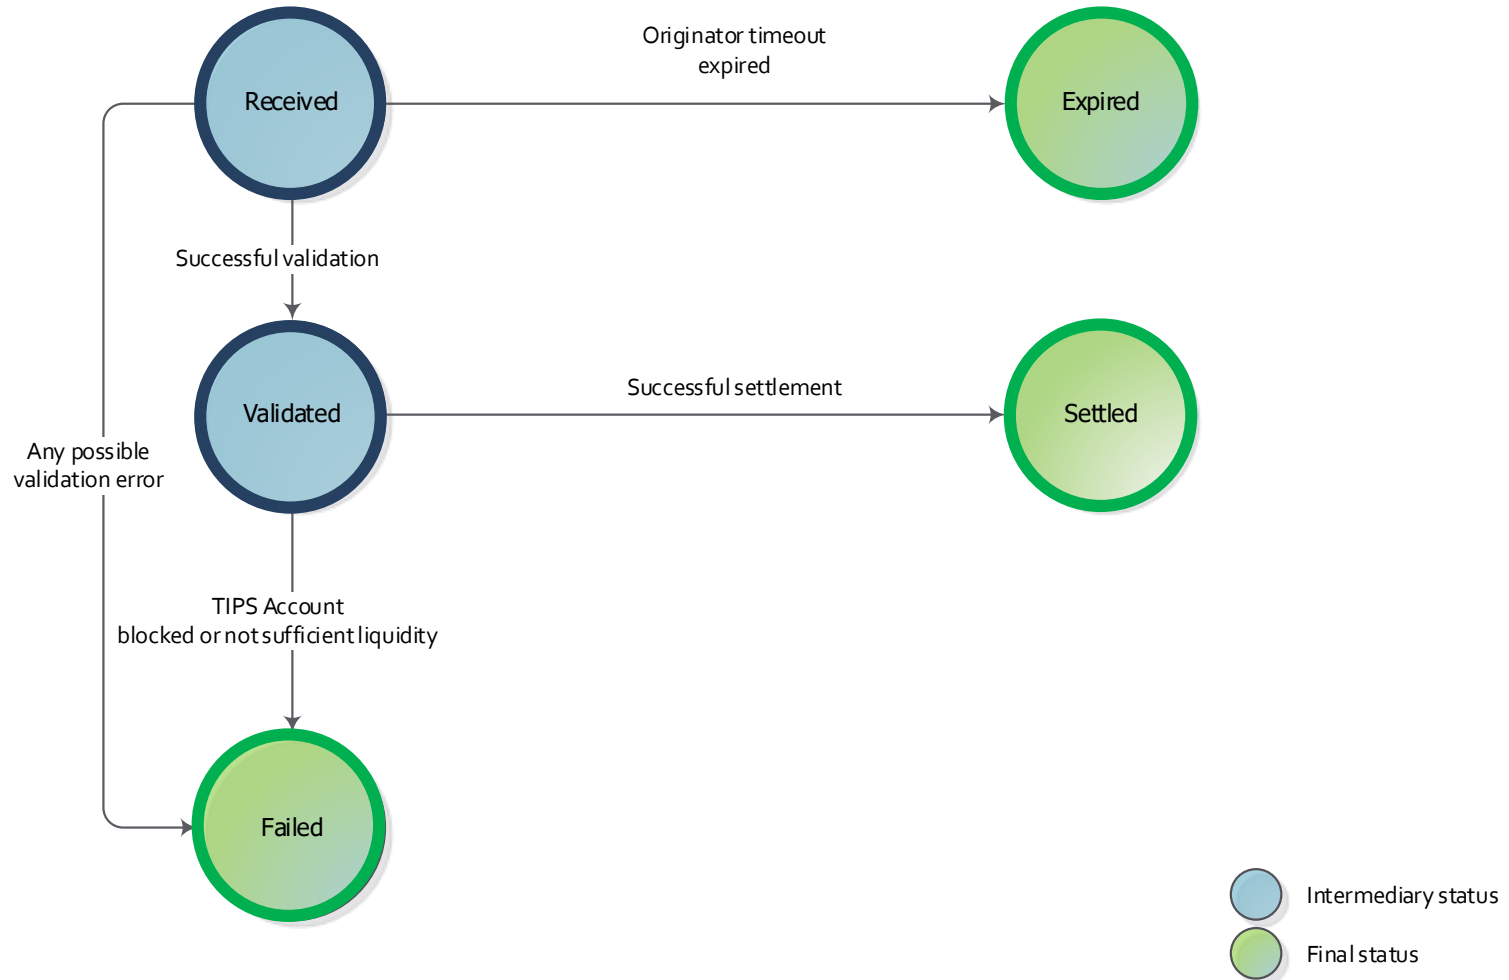 Originator timeout
expired
Received
Expired
Successful validation
Successful settlement
Validated
Settled
Any possible
validation error
TIPS Account
blocked or not sufficient liquidity
Failed
Intermediary status
Final status